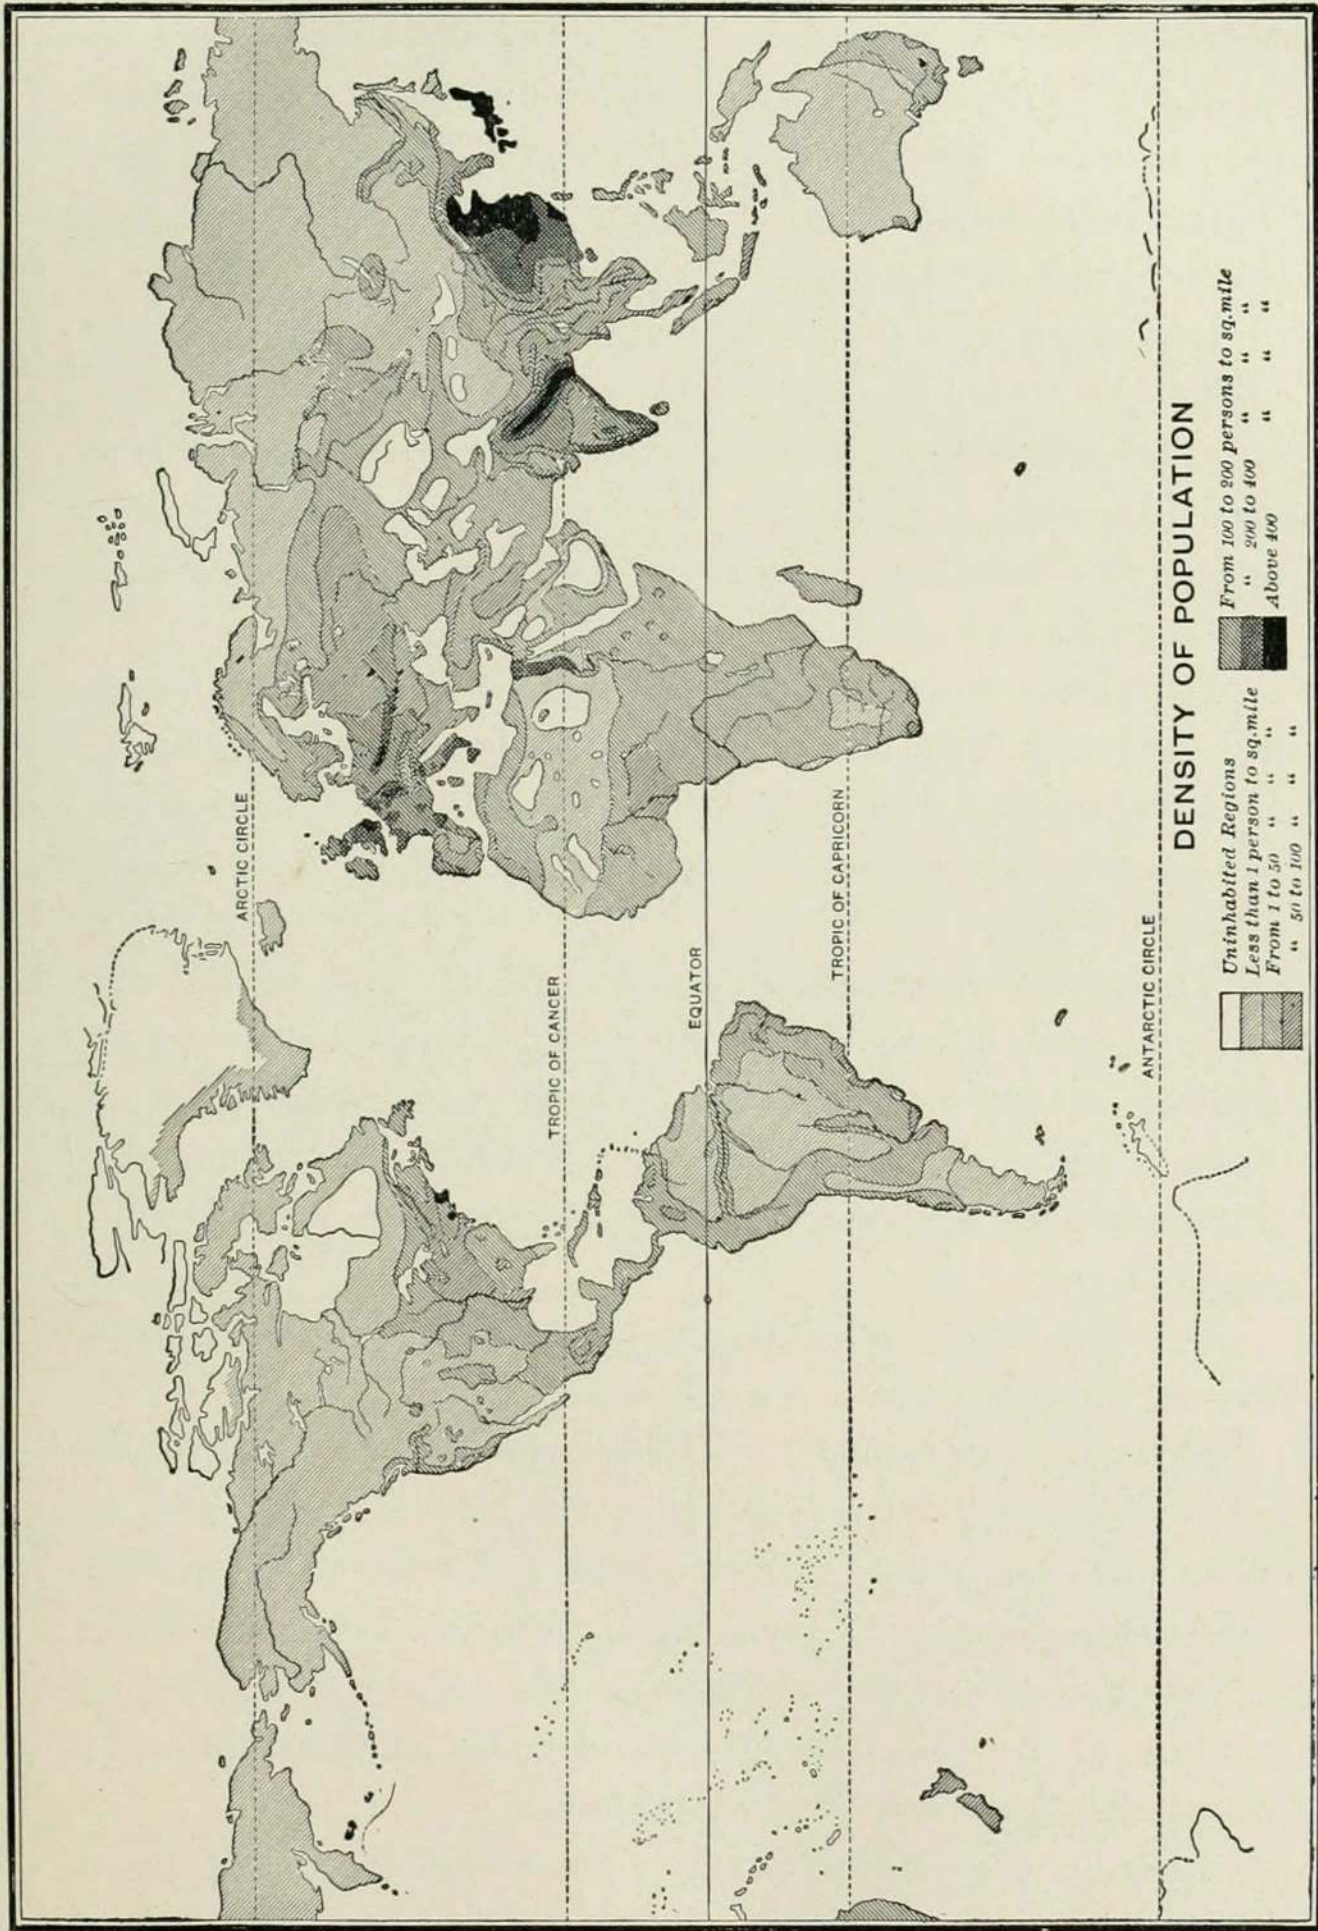 ARCTIC CIRCLE
TROPIC OF CANCER
EQUATOR
TROPIC OF CAPRICORN
ANTARCTIC CIRCLE
DENSITY OF POPULATION
Uninhabited Regions
Less than 1 person to sq.mile
From 1 to 50 " " "
" 50 to 100 " " "
From 100 to 200 persons to sq.mile
" 200 to 400 " " "
Above 400 " " "